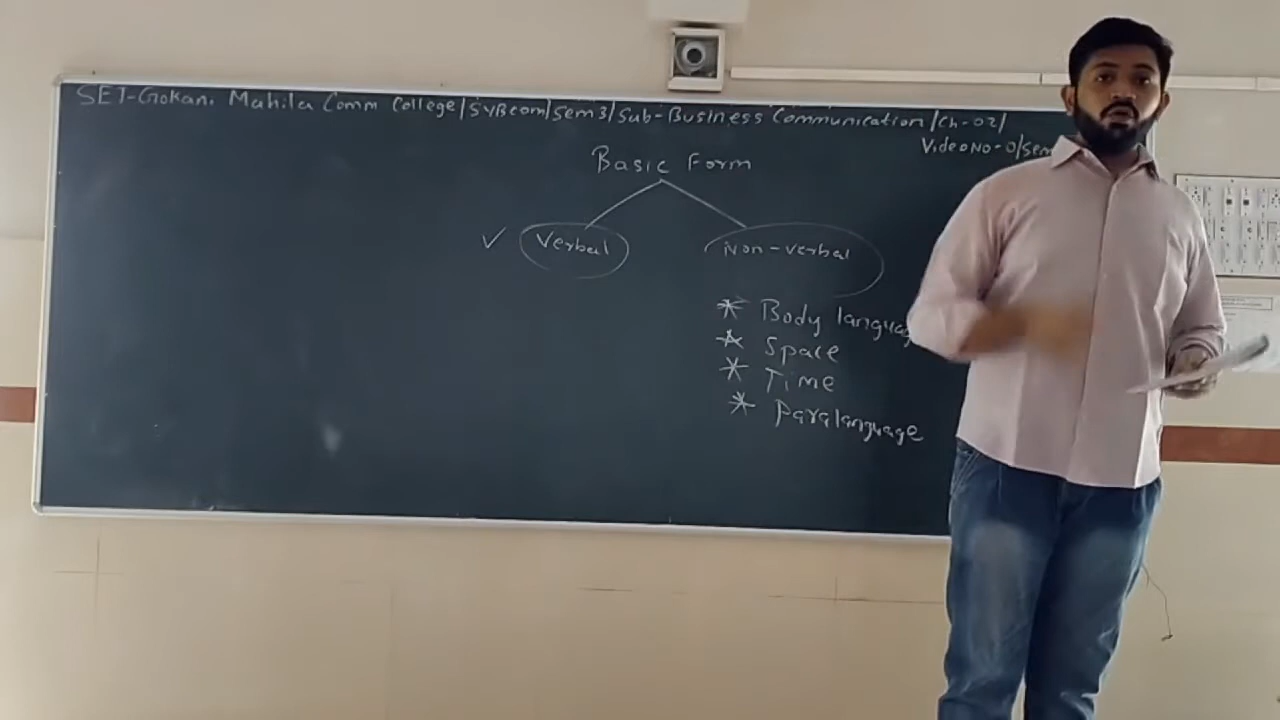 SET-Gokani Mahila Comm College/SyBcom/Sem3/Sub-Business Communication/Ch-02/
Video No-0/Sem
Basic Form
✓ Verbal
Non-verbal
* Body languag
* Space
* Time
* Paralanguage